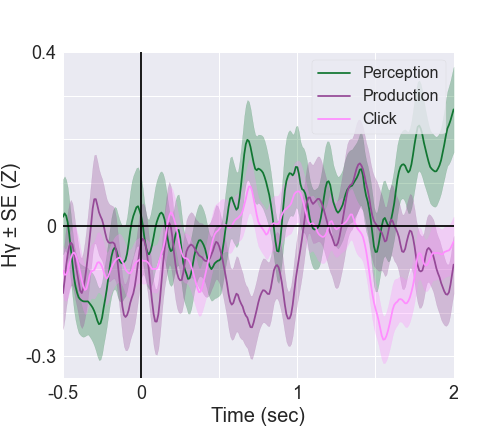 0.4
0
-0.3
Hγ ± SE (Z)
Perception
Production
Click
-0.5
0
1
2
Time (sec)